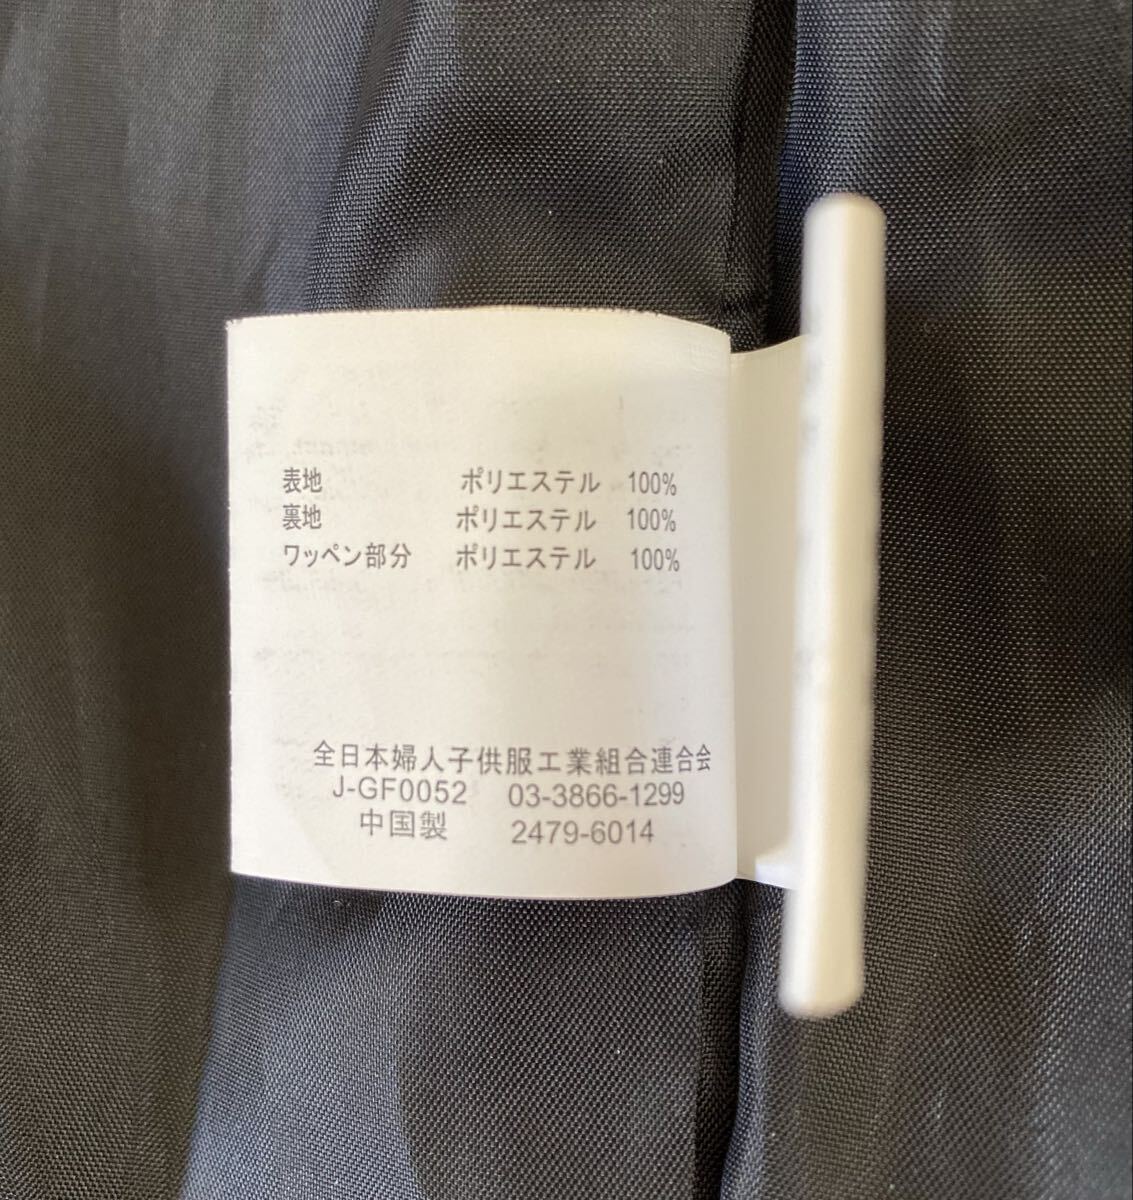 表地 ポリエステル 100%
裏地 ポリエステル 100%
ワッペン部分 ポリエステル 100%
全日本婦人子供服工業組合連合会
J-GF0052 03-3866-1299
中国製 2479-6014